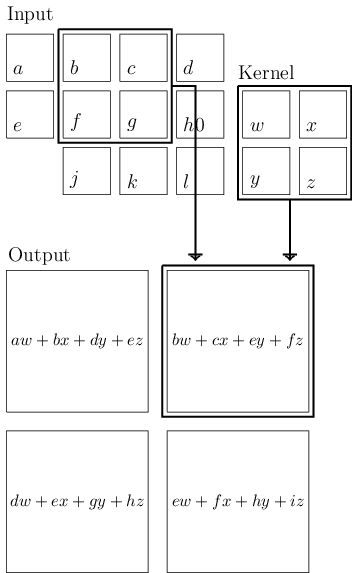 Input
a b c d
Kernel
e f g h0
w x
j k l
y z
Output
aw + bx + dy + ez
bw + cx + ey + fz
dw + ex + gy + hz
ew + fx + hy + iz